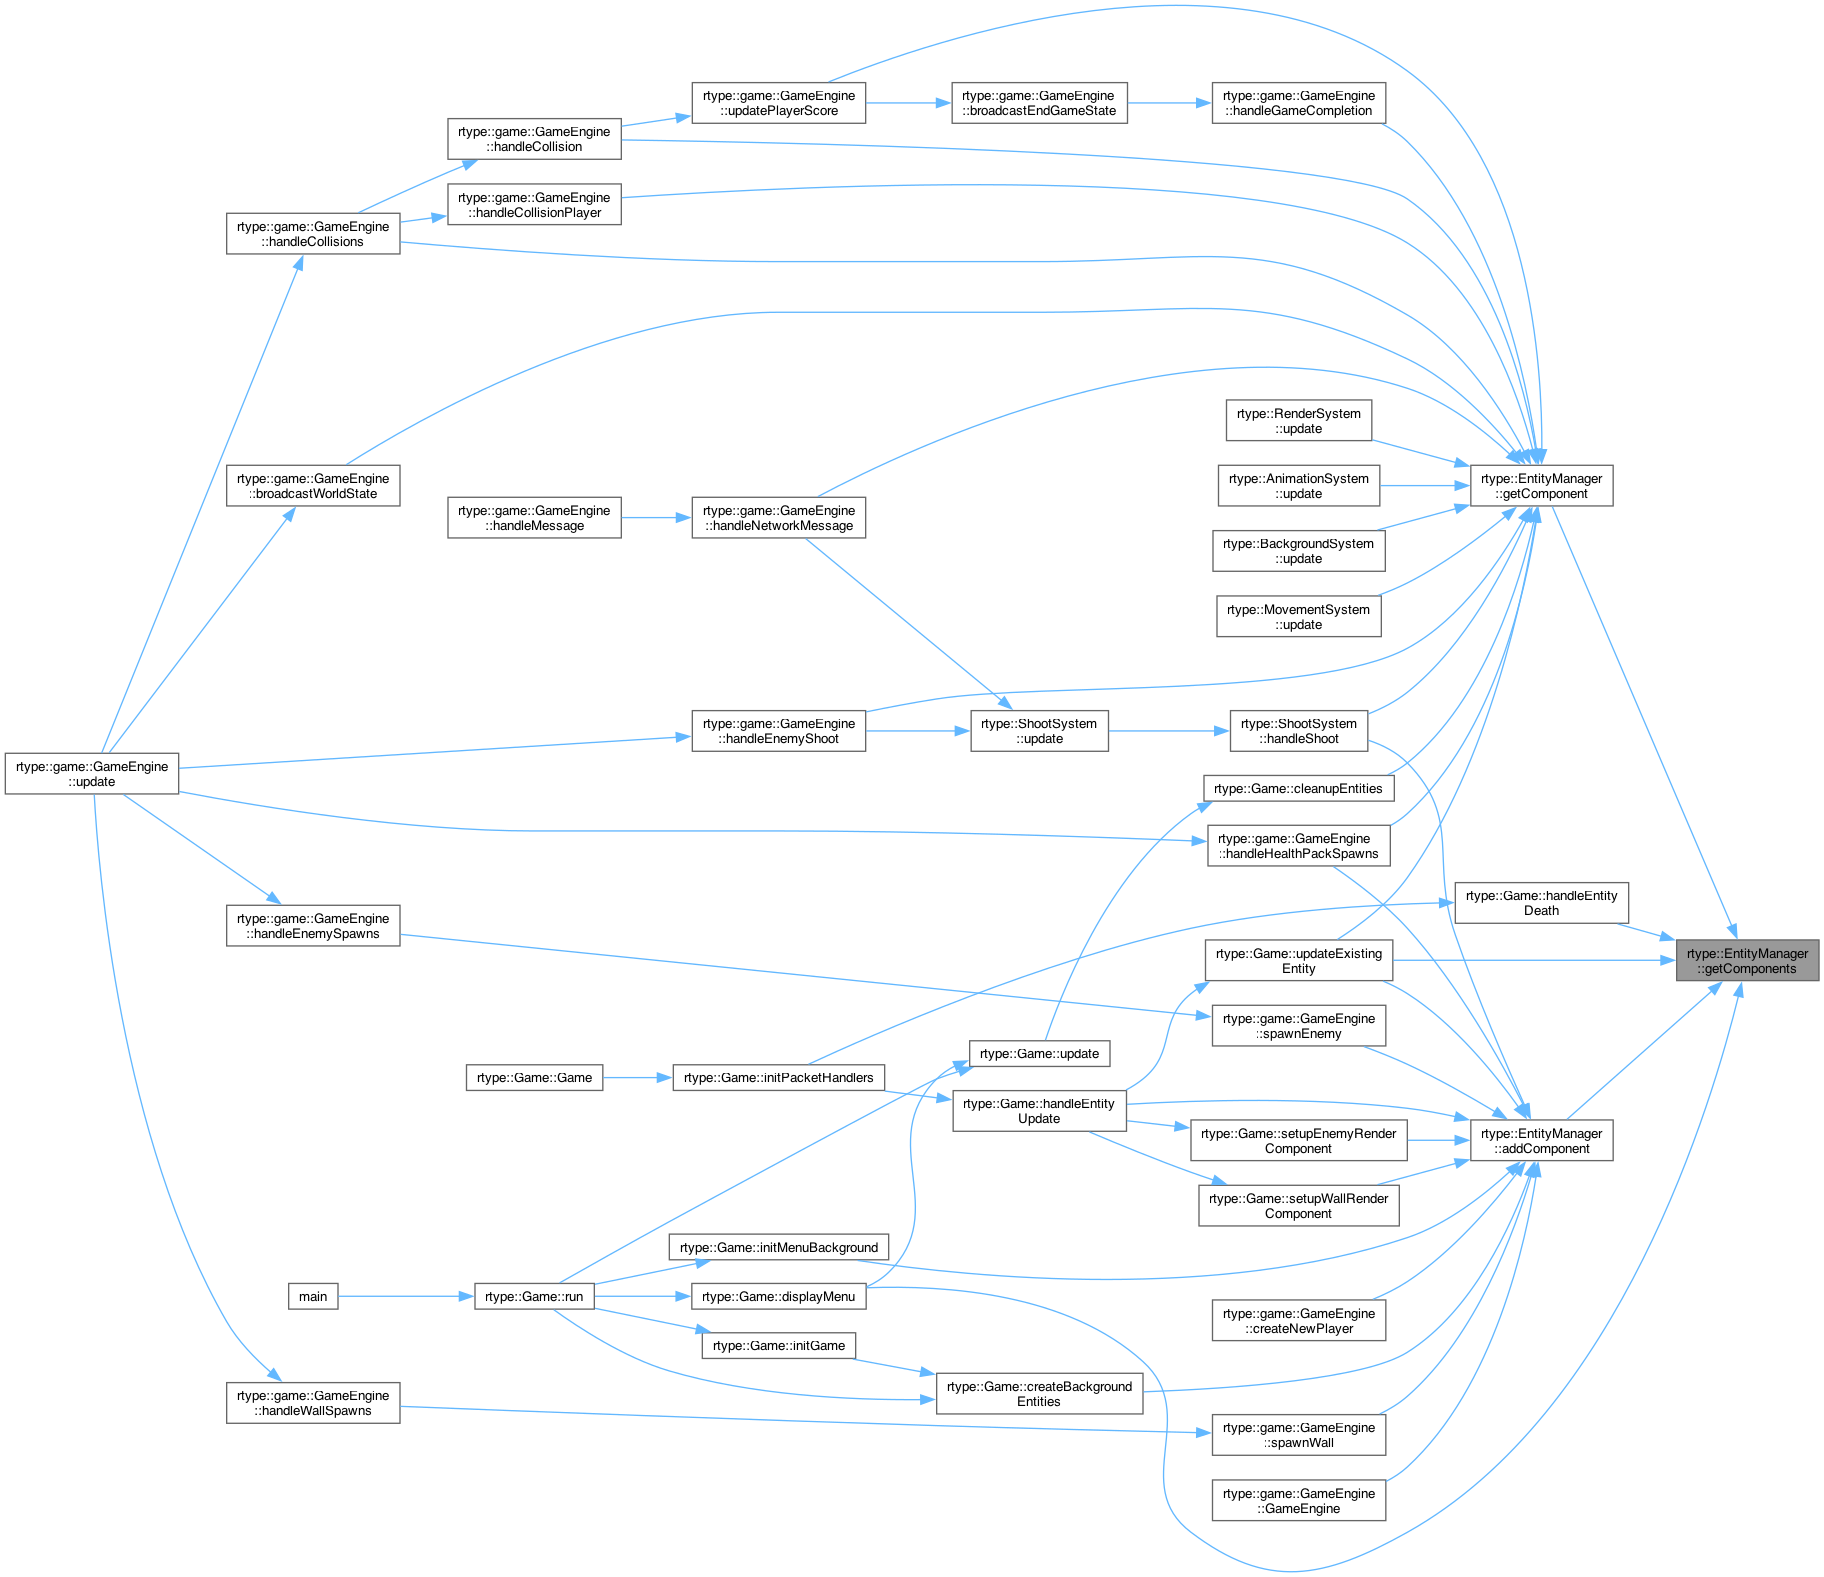 rtype::game::GameEngine
::updatePlayerScore
rtype::game::GameEngine
::broadcastEndGameState
rtype::game::GameEngine
::handleGameCompletion
rtype::game::GameEngine
::handleCollision
rtype::game::GameEngine
::handleCollisionPlayer
rtype::game::GameEngine
::handleCollisions
rtype::RenderSystem
::update
rtype::game::GameEngine
::broadcastWorldState
rtype::AnimationSystem
::update
rtype::EntityManager
::getComponent
rtype::game::GameEngine
::handleMessage
rtype::game::GameEngine
::handleNetworkMessage
rtype::BackgroundSystem
::update
rtype::MovementSystem
::update
rtype::game::GameEngine
::handleEnemyShoot
rtype::ShootSystem
::update
rtype::ShootSystem
::handleShoot
rtype::game::GameEngine
::update
rtype::Game::cleanupEntities
rtype::game::GameEngine
::handleHealthPackSpawns
rtype::Game::handleEntity
Death
rtype::game::GameEngine
::handleEnemySpawns
rtype::Game::updateExisting
Entity
rtype::EntityManager
::getComponents
rtype::game::GameEngine
::spawnEnemy
rtype::Game::update
rtype::Game::Game
rtype::Game::initPacketHandlers
rtype::Game::handleEntity
Update
rtype::Game::setupEnemyRender
Component
rtype::EntityManager
::addComponent
rtype::Game::setupWallRender
Component
rtype::Game::initMenuBackground
main
rtype::Game::run
rtype::Game::displayMenu
rtype::game::GameEngine
::createNewPlayer
rtype::Game::initGame
rtype::Game::createBackground
Entities
rtype::game::GameEngine
::handleWallSpawns
rtype::game::GameEngine
::spawnWall
rtype::game::GameEngine
::GameEngine